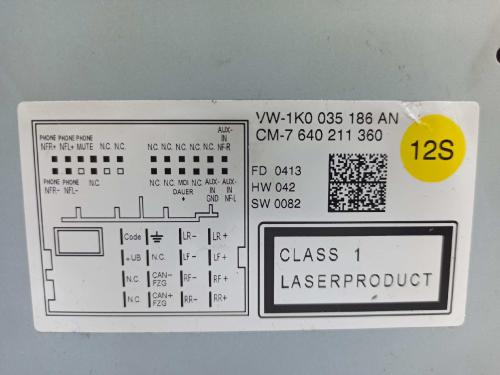 VW-1K0 035 186 AN
CM-7 640 211 360
12S
FD 0413
HW 042
SW 0082
CLASS 1
LASERPRODUCT
PHONE PHONE PHONE
NFR+ NFL+ MUTE N.C. N.C.
PHONE PHONE N.C.
NFR- NFL-
AUX-
N.C. N.C. N.C. N.C. N.C. IN
NF-R
N.C. N.C. MDI N.C. AUX- AUX-
DAUER IN IN
+ GND NF-L
Code LR- LR+
+UB N.C. LF- LF+
N.C. CAN- RF- RF+
FZG
N.C. CAN+ RR- RR+
FZG